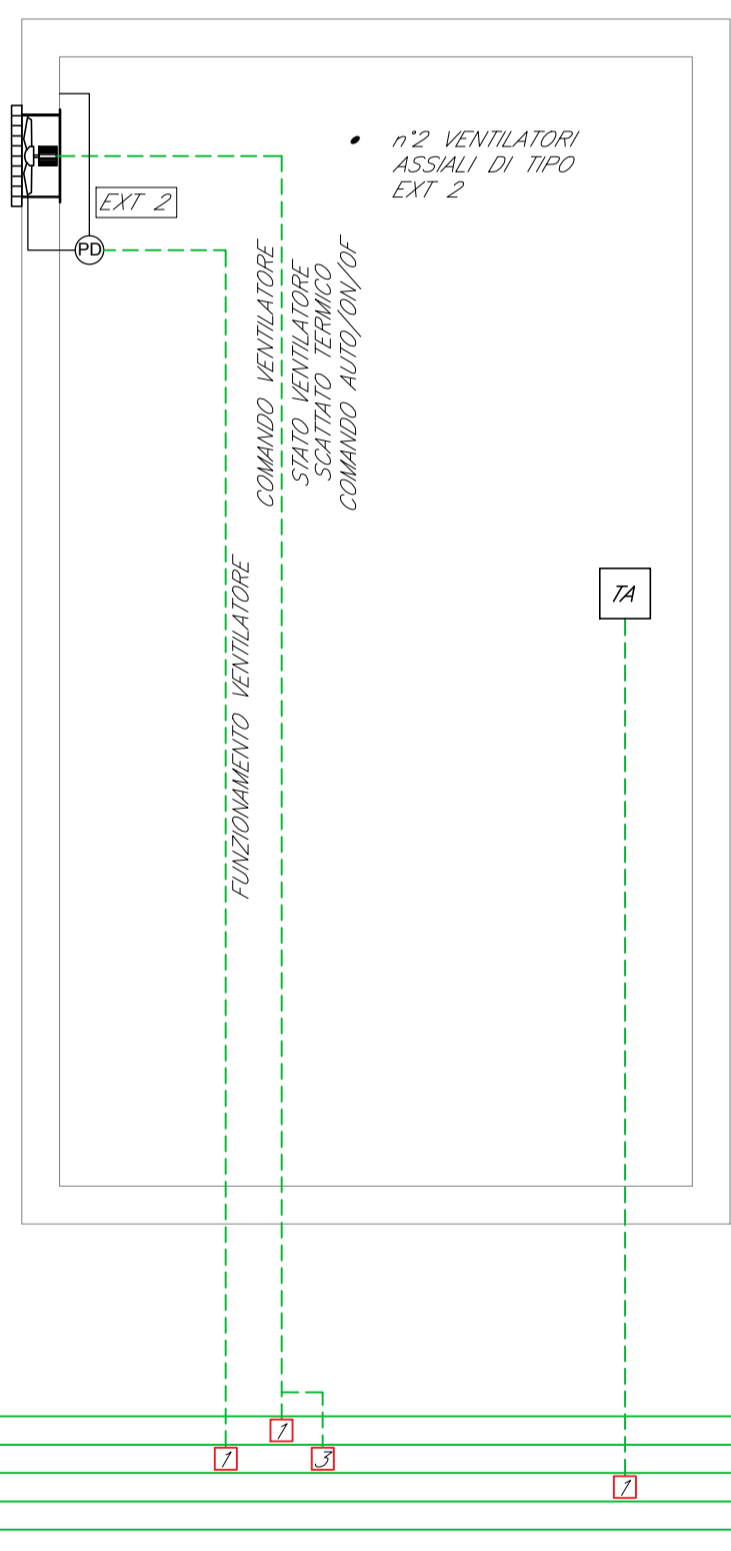 • n°2 VENTILATORI
ASSIALI DI TIPO
EXT 2
EXT 2
PD
COMANDO VENTILATORE
STATO VENTILATORE
SCATTATO TERMICO
COMANDO AUTO/ON/OF
FUNZIONAMENTO VENTILATORE
TA
1
1
3
1